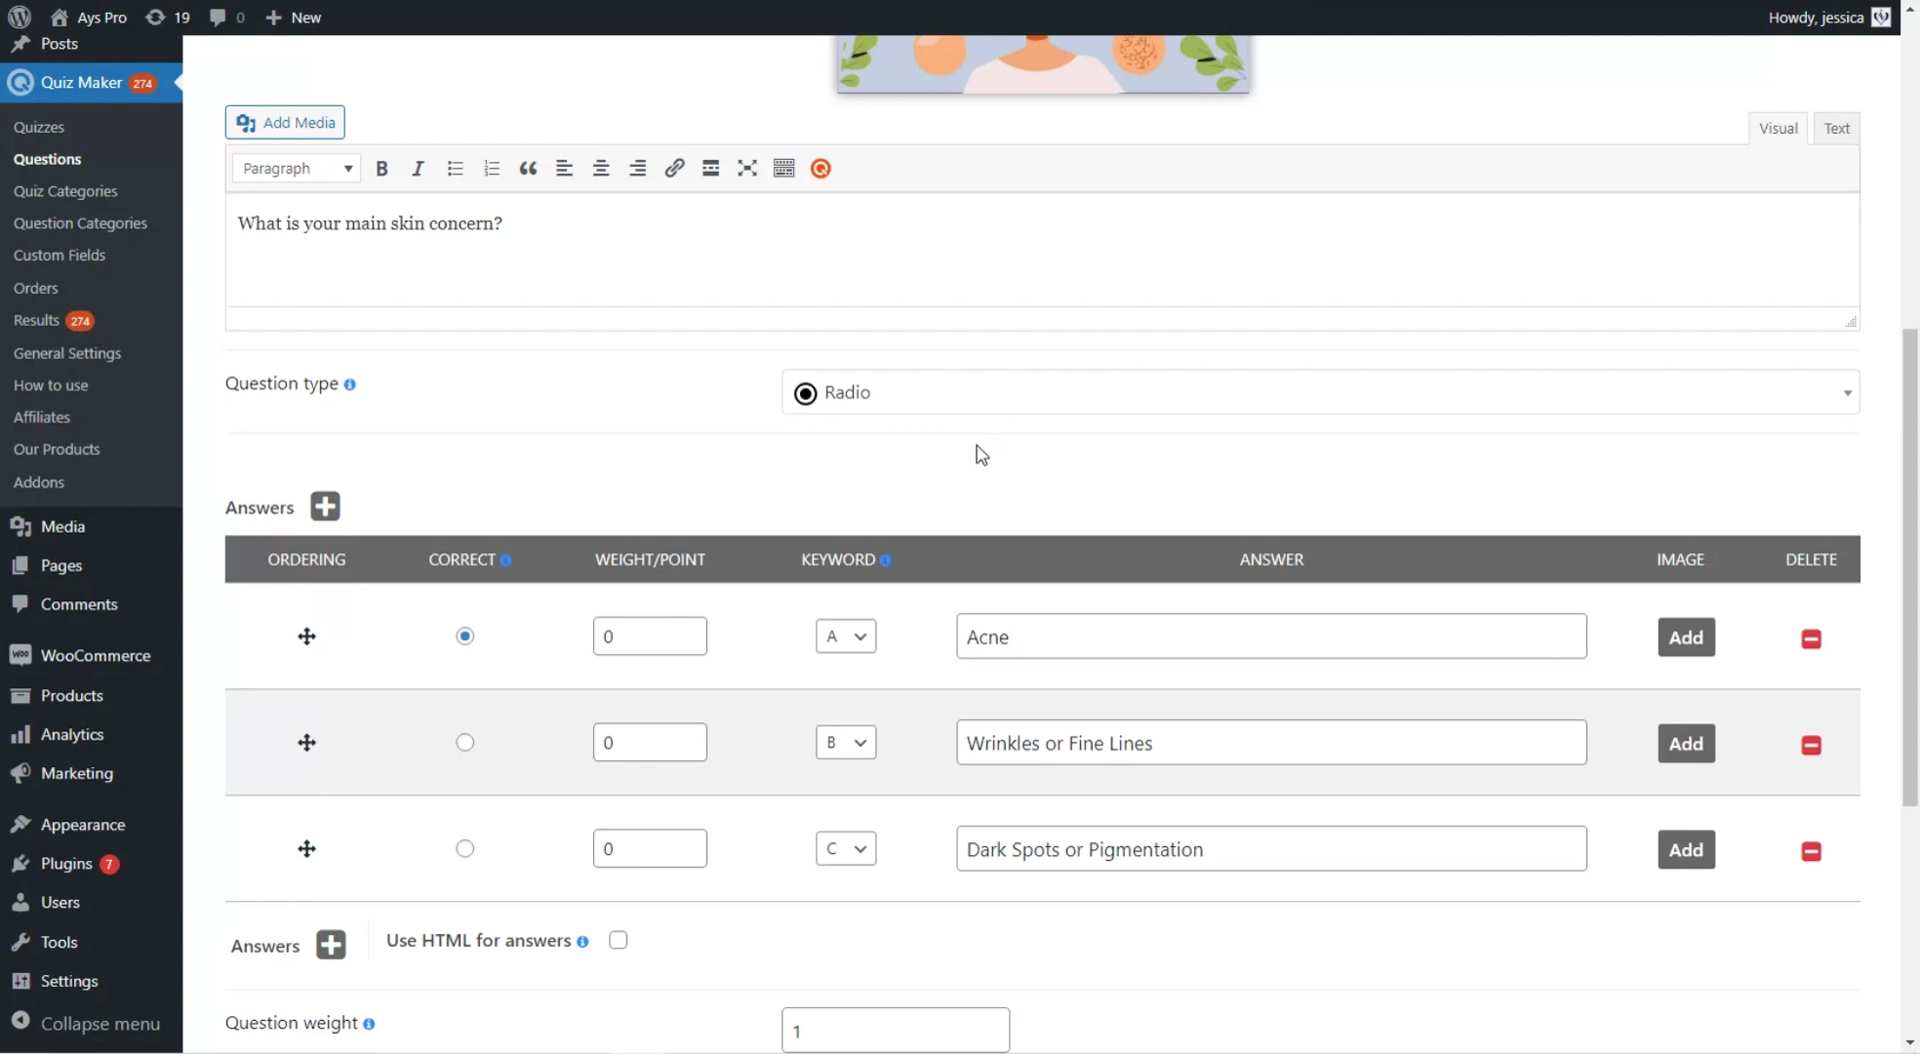 Ays Pro
19
0
New
Howdy, jessica
Posts
Quiz Maker 274
Quizzes
Questions
Quiz Categories
Question Categories
Custom Fields
Orders
Results 274
General Settings
How to use
Affiliates
Our Products
Addons
Media
Pages
Comments
WooCommerce
Products
Analytics
Marketing
Appearance
Plugins 7
Users
Tools
Settings
Collapse menu
Add Media
Visual
Text
Paragraph
What is your main skin concern?
Question type
Radio
Answers
ORDERING CORRECT WEIGHT/POINT KEYWORD ANSWER IMAGE DELETE
0 A Acne Add
0 B Wrinkles or Fine Lines Add
0 C Dark Spots or Pigmentation Add
Answers
Use HTML for answers
Question weight
1